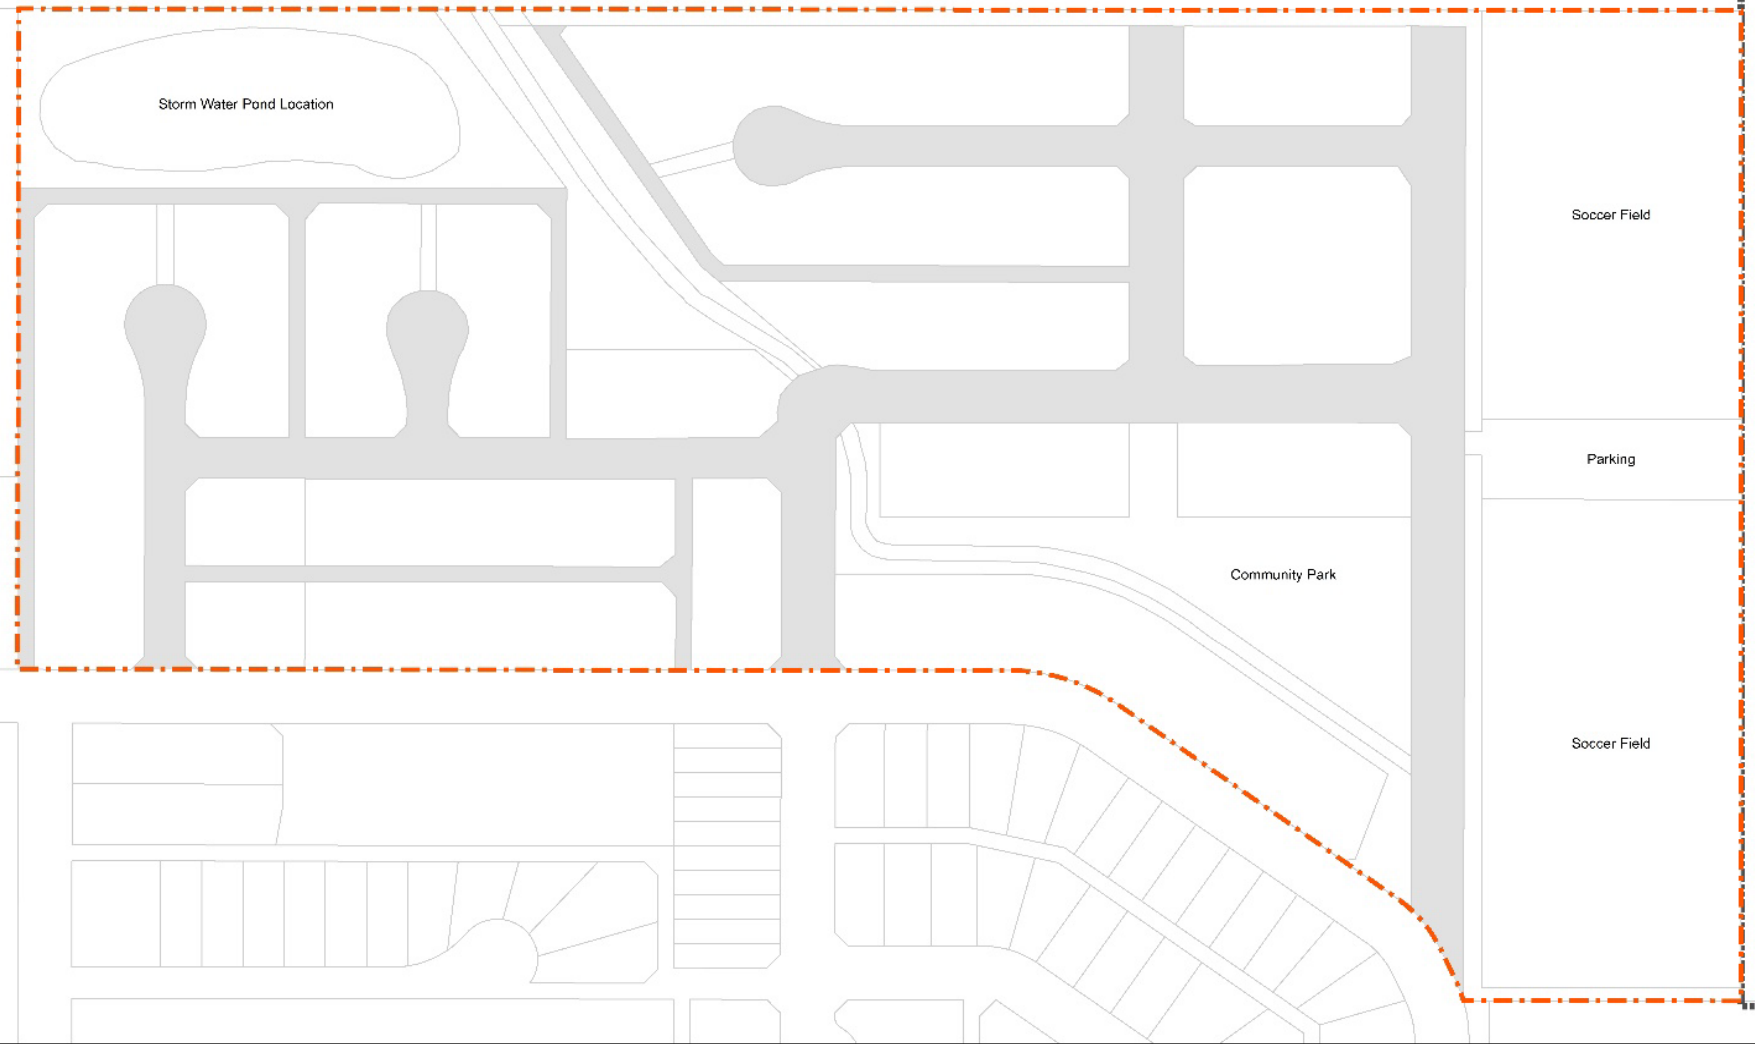 Storm Water Pond Location
Soccer Field
Parking
Community Park
Soccer Field